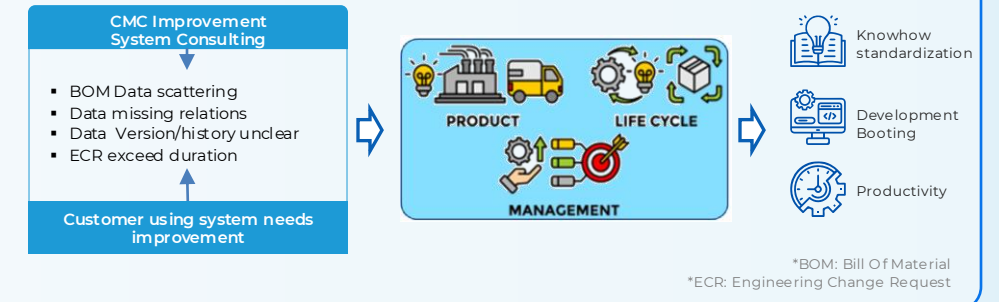 CMC Improvement
System Consulting
▪ BOM Data scattering
▪ Data missing relations
▪ Data Version/history unclear
▪ ECR exceed duration
Customer using system needs
improvement
PRODUCT
LIFE CYCLE
MANAGEMENT
Knowhow
standardization
Development
Booting
Productivity
*BOM: Bill Of Material
*ECR: Engineering Change Request